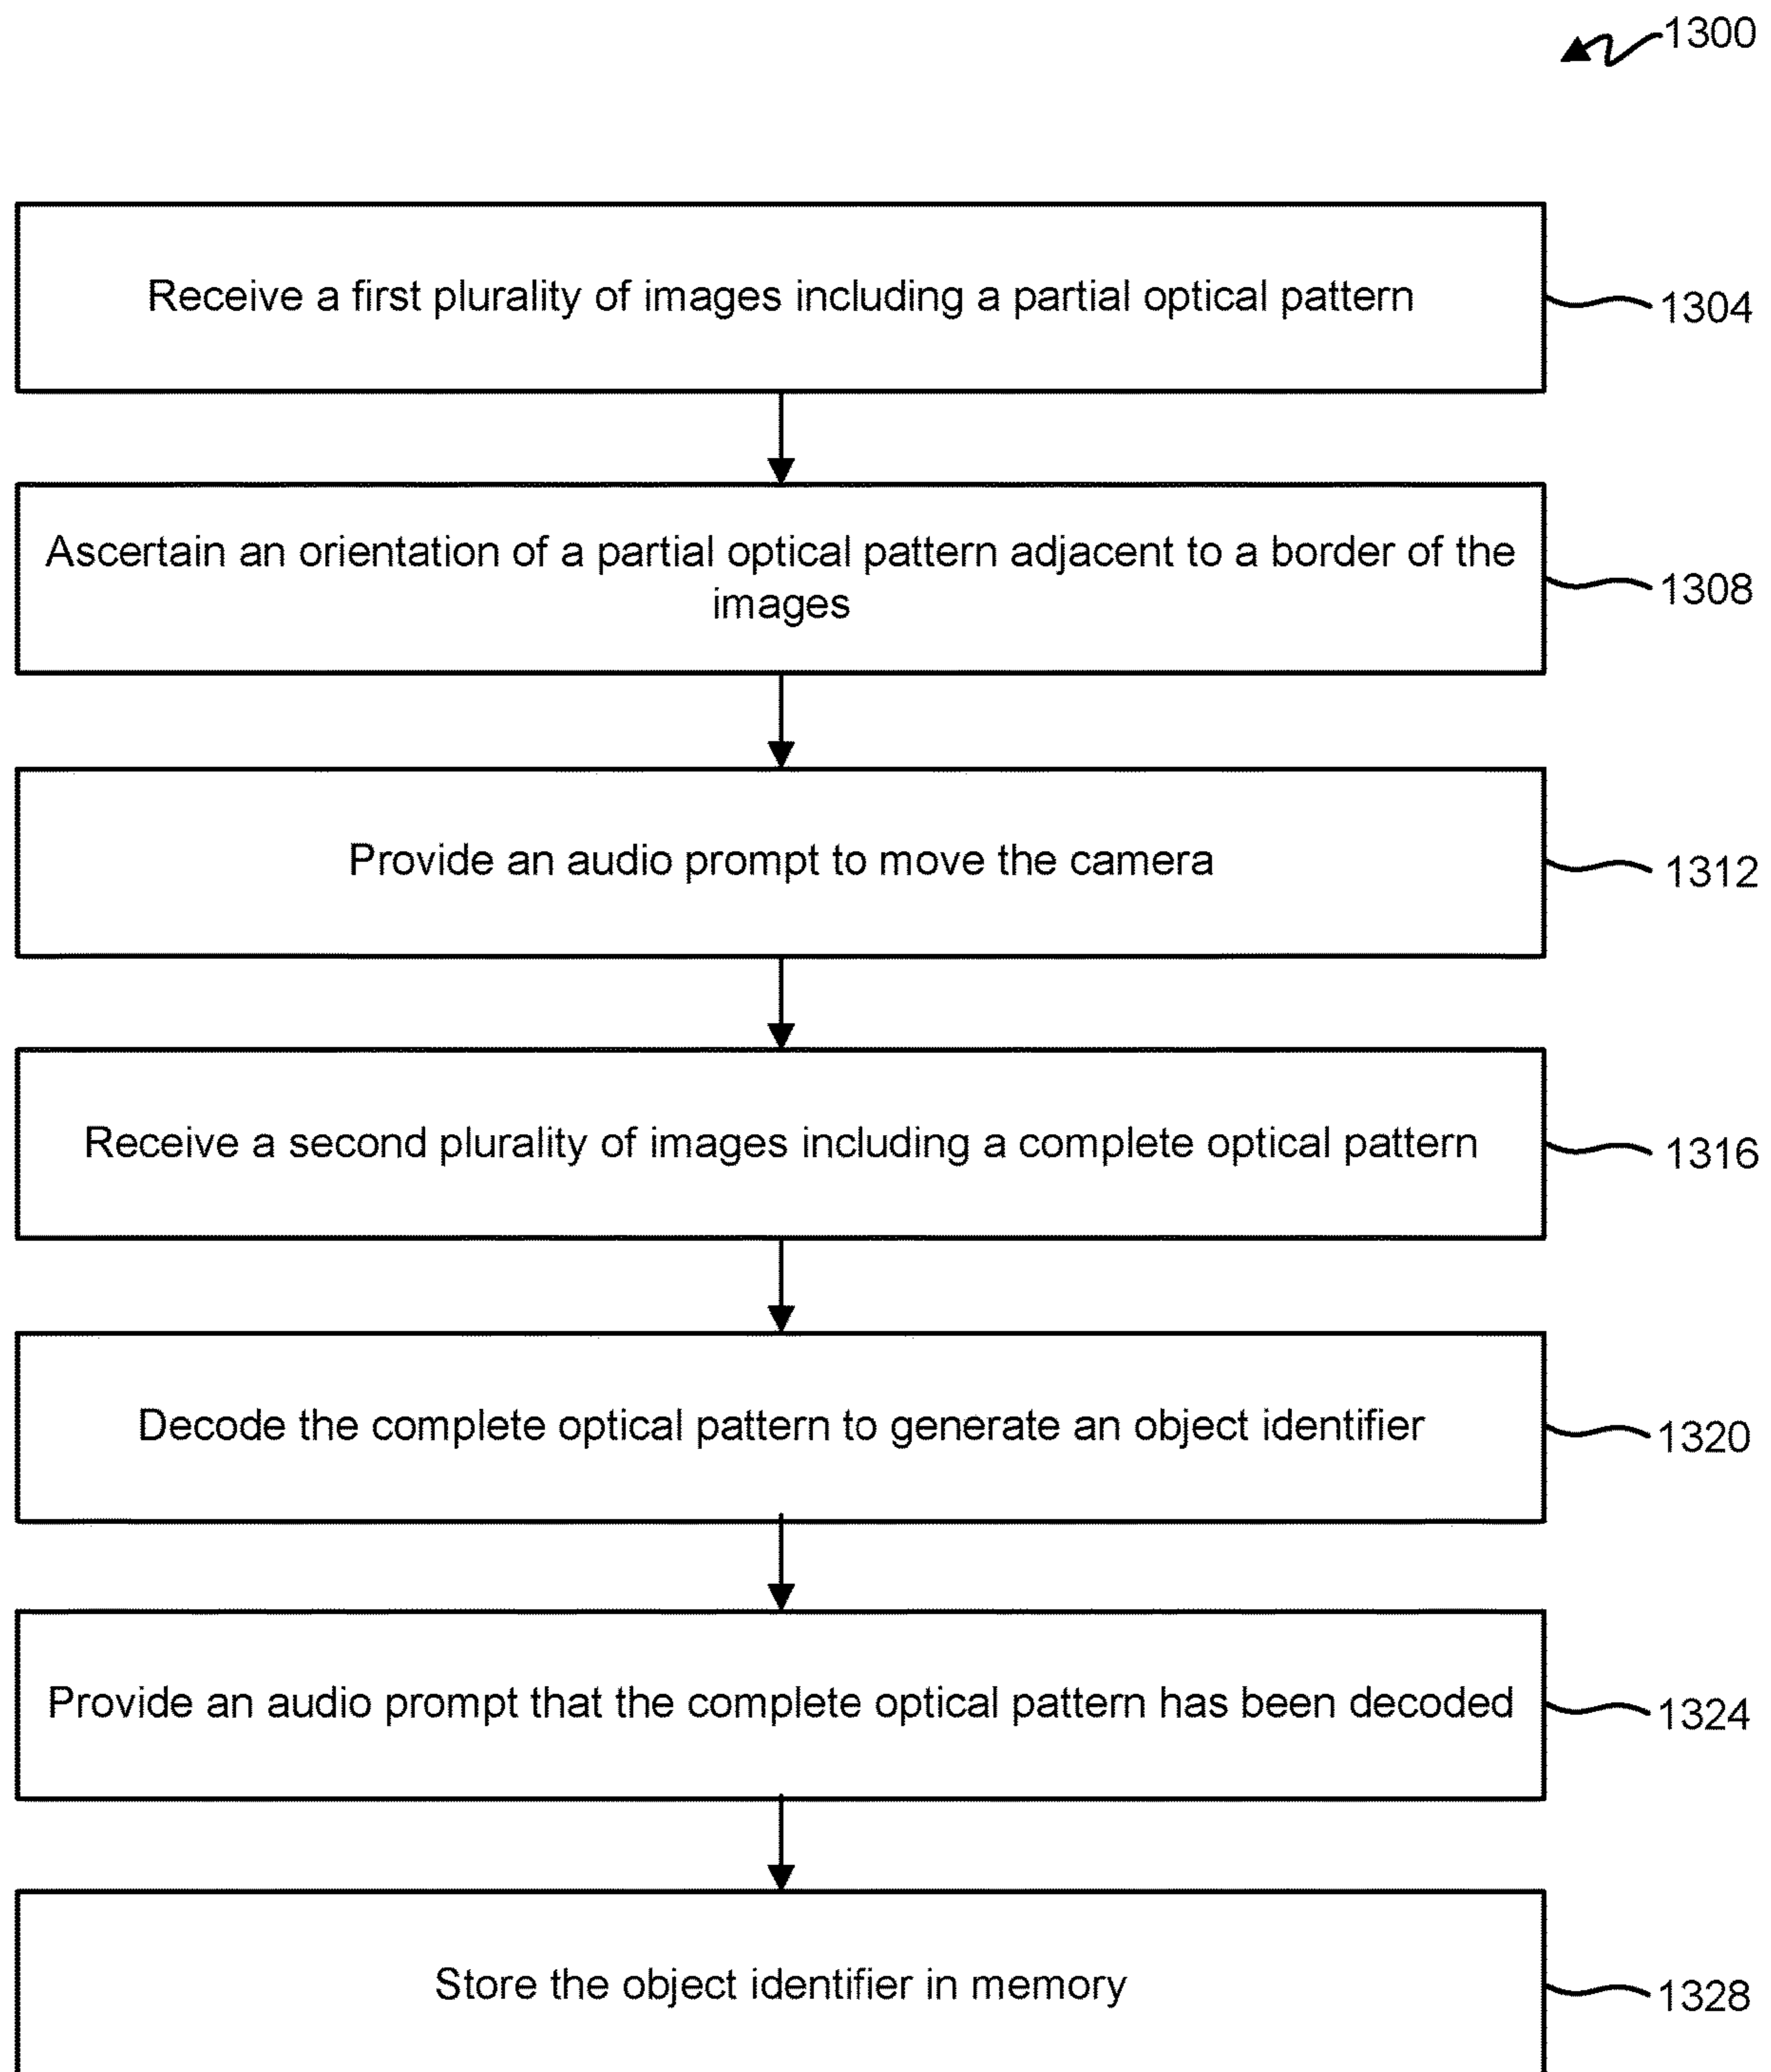 1300
Receive a first plurality of images including a partial optical pattern
1304
Ascertain an orientation of a partial optical pattern adjacent to a border of the
images
1308
Provide an audio prompt to move the camera
1312
Receive a second plurality of images including a complete optical pattern
1316
Decode the complete optical pattern to generate an object identifier
1320
Provide an audio prompt that the complete optical pattern has been decoded
1324
Store the object identifier in memory
1328